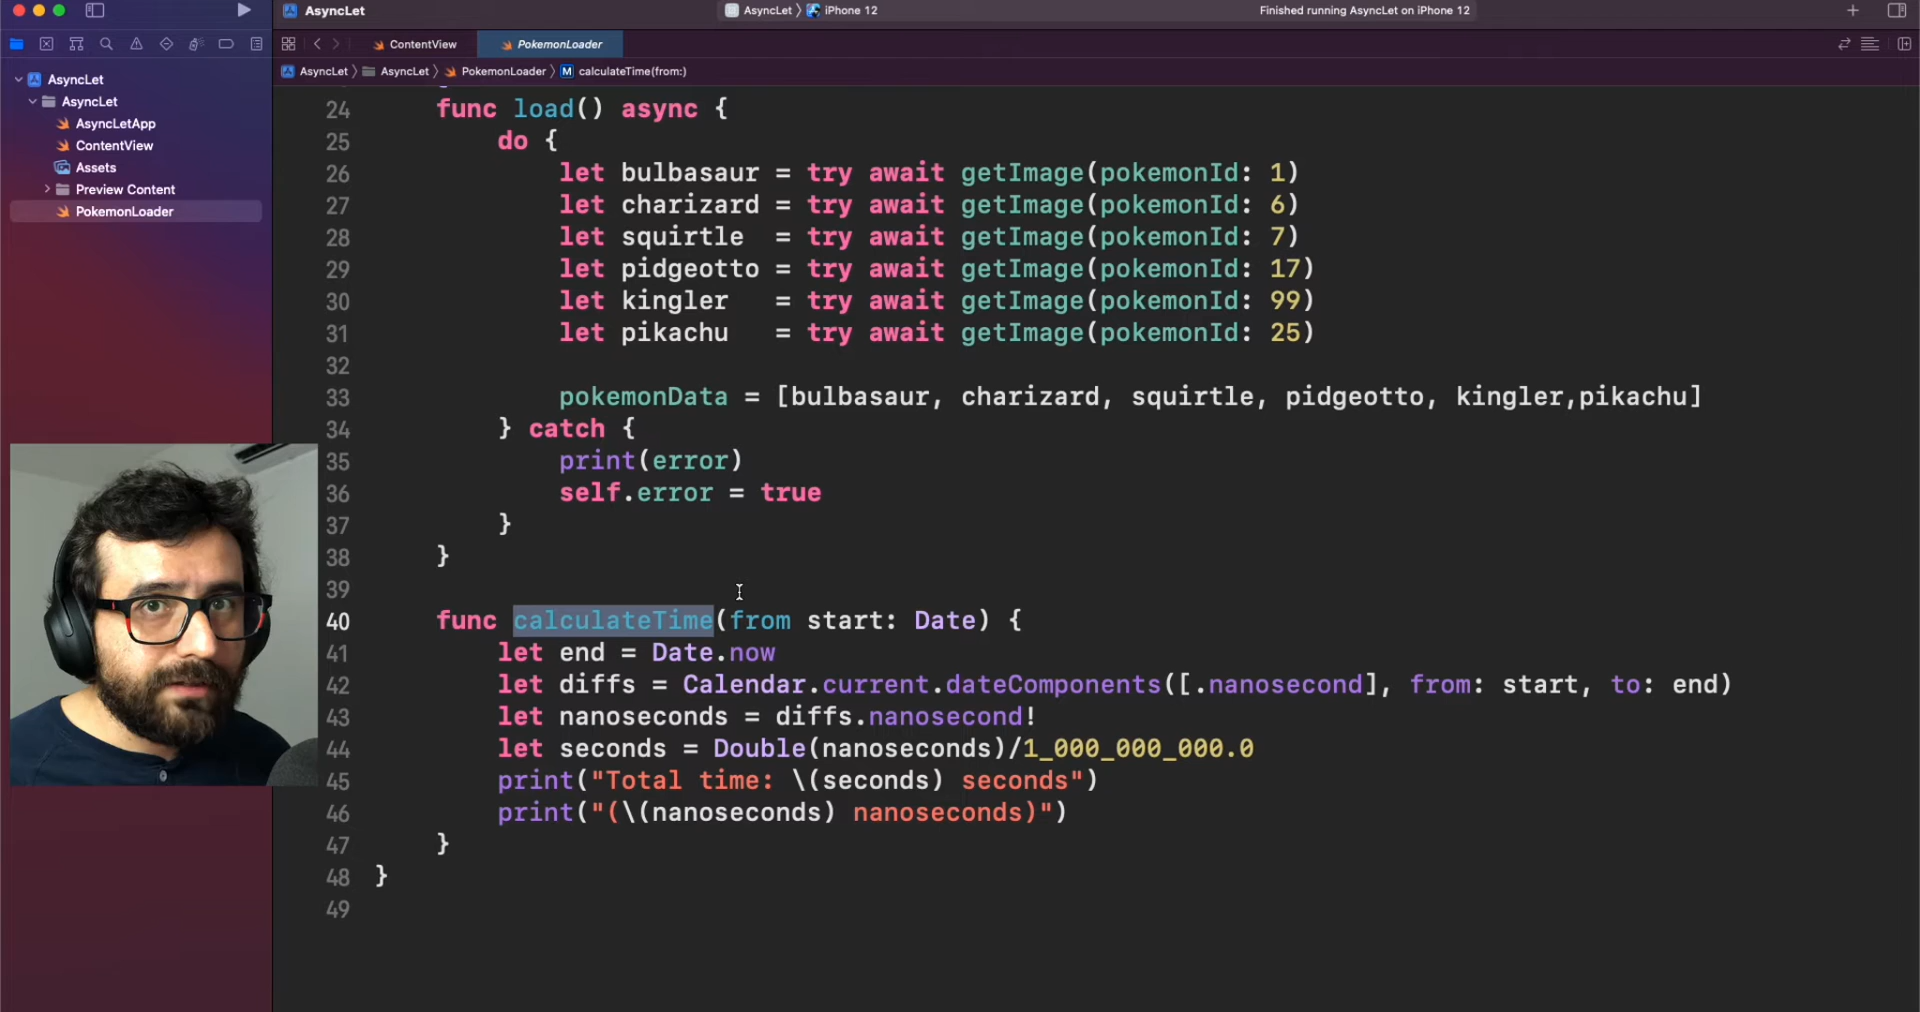 AsyncLet
AsyncLet iPhone 12
Finished running AsyncLet on iPhone 12
ContentView
PokemonLoader
AsyncLet AsyncLet PokemonLoader M calculateTime(from:)
AsyncLet
AsyncLet
AsyncLetApp
ContentView
Assets
Preview Content
PokemonLoader
24 func load() async {
25 do {
26 let bulbasaur = try await getImage(pokemonId: 1)
27 let charizard = try await getImage(pokemonId: 6)
28 let squirtle = try await getImage(pokemonId: 7)
29 let pidgeotto = try await getImage(pokemonId: 17)
30 let kingler = try await getImage(pokemonId: 99)
31 let pikachu = try await getImage(pokemonId: 25)
32
33 pokemonData = [bulbasaur, charizard, squirtle, pidgeotto, kingler,pikachu]
34 } catch {
35 print(error)
36 self.error = true
37 }
38 }
39
40 func calculateTime(from start: Date) {
41 let end = Date.now
42 let diffs = Calendar.current.dateComponents([.nanosecond], from: start, to: end)
43 let nanoseconds = diffs.nanosecond!
44 let seconds = Double(nanoseconds)/1_000_000_000.0
45 print("Total time: \(seconds) seconds")
46 print("(\(nanoseconds) nanoseconds)")
47 }
48 }
49